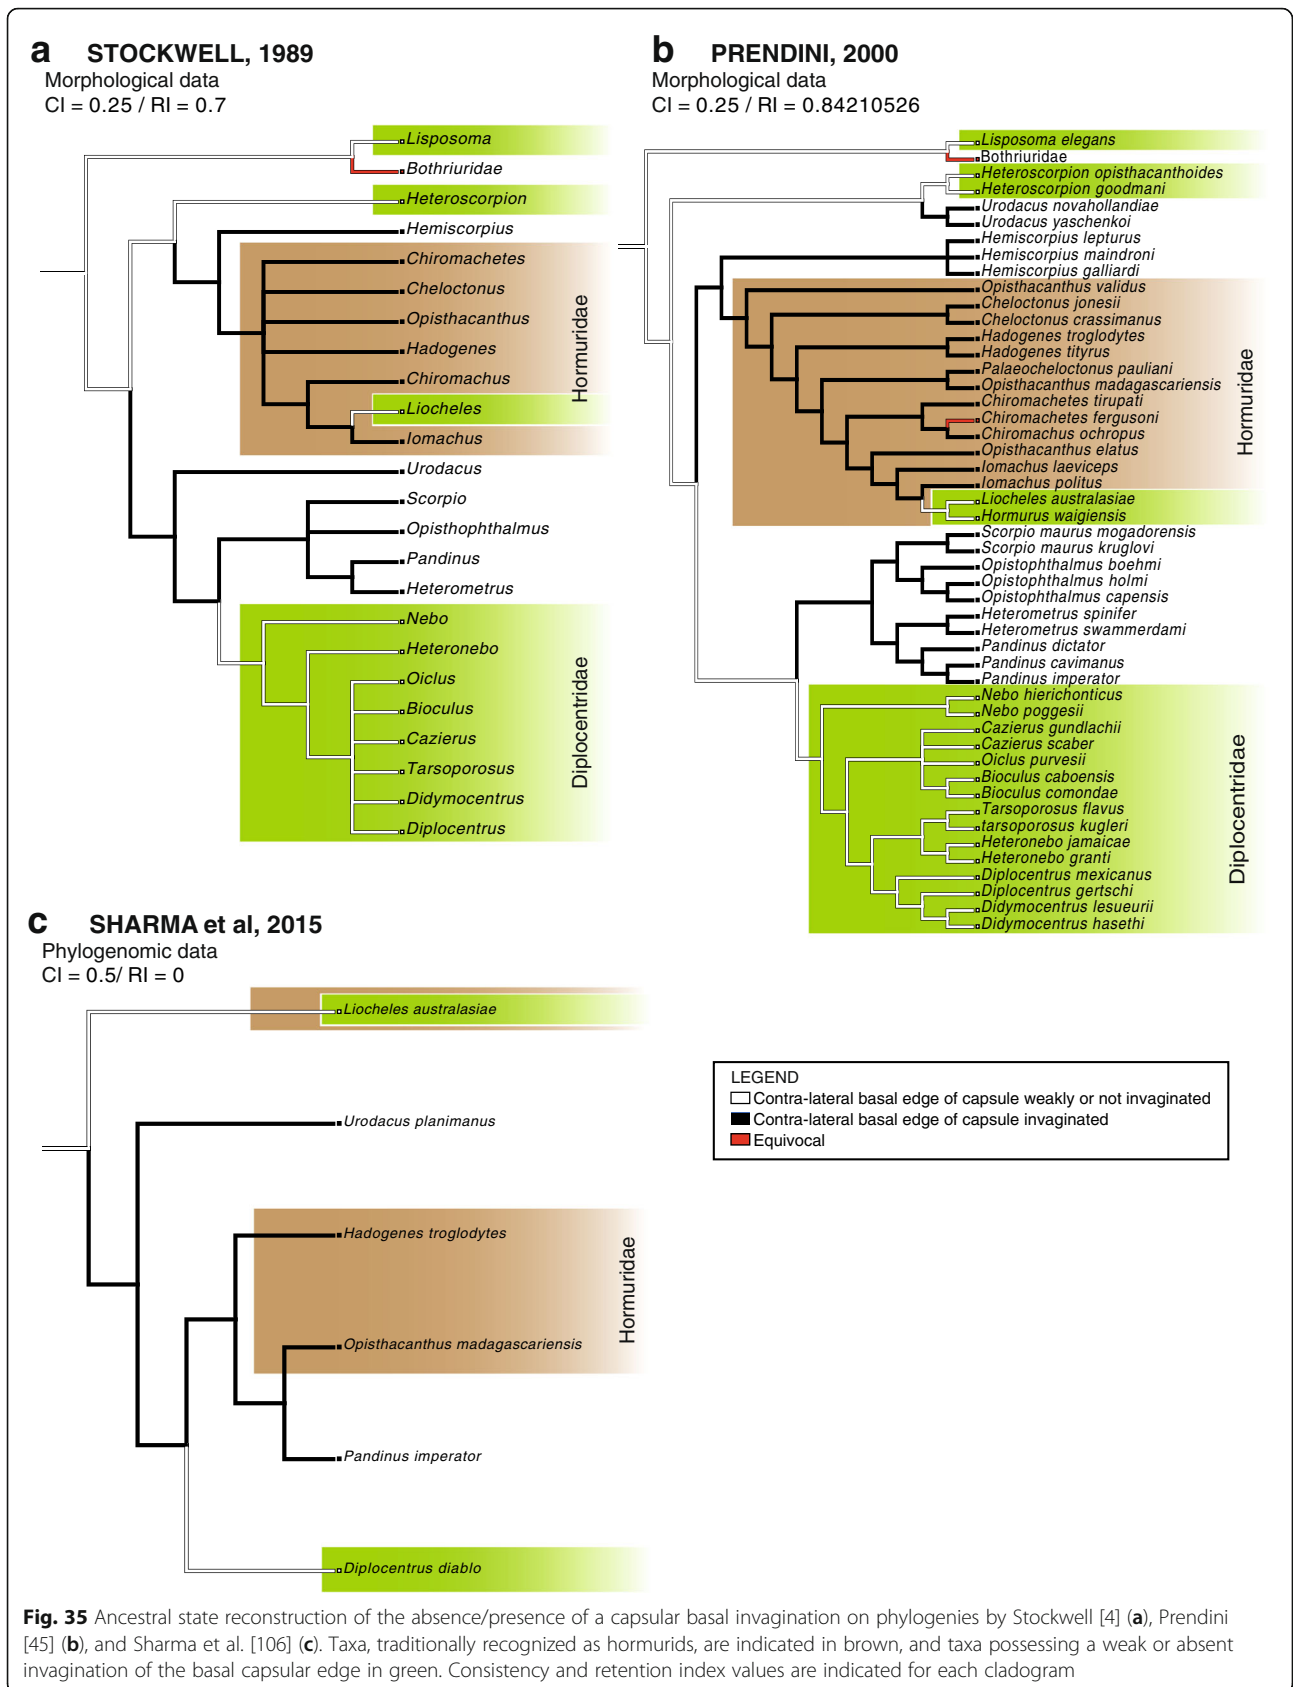 a STOCKWELL, 1989
Morphological data
CI = 0.25 / RI = 0.7
Lisposoma
Bothriuridae
Heteroscorpion
Hemiscorpius
Chiromachetes
Cheloctonus
Opisthacanthus
Hadogenes
Chiromachus
Liocheles
Iomachus
Hormuridae
Urodacus
Scorpio
Opisthophthalmus
Pandinus
Heterometrus
Nebo
Heteronebo
Oiclus
Bioculus
Cazierus
Tarsoporosus
Didymocentrus
Diplocentrus
Diplocentridae
b PRENDINI, 2000
Morphological data
CI = 0.25 / RI = 0.84210526
Lisposoma elegans
Bothriuridae
Heteroscorpion opisthacanthoides
Heteroscorpion goodmani
Urodacus novahollandiae
Urodacus yaschenkoi
Hemiscorpius lepturus
Hemiscorpius maindroni
Hemiscorpius galliardi
Opisthacanthus validus
Cheloctonus jonesii
Cheloctonus crassimanus
Hadogenes troglodytes
Hadogenes tityrus
Palaeocheloctonus pauliani
Opisthacanthus madagascariensis
Chiromachetes tirupati
Chiromachetes fergusoni
Chiromachus ochropus
Opisthacanthus elatus
Iomachus laeviceps
Iomachus politus
Liocheles australasiae
Hormurus waigiensis
Hormuridae
Scorpio maurus mogadorensis
Scorpio maurus kruglovi
Opistophthalmus boehmi
Opistophthalmus holmi
Opistophthalmus capensis
Heterometrus spinifer
Heterometrus swammerdami
Pandinus dictator
Pandinus cavimanus
Pandinus imperator
Nebo hierichonticus
Nebo poggesii
Cazierus gundlachii
Cazierus scaber
Oiclus purvesii
Bioculus caboensis
Bioculus comondae
Tarsoporosus flavus
tarsoporosus kugleri
Heteronebo jamaicae
Heteronebo granti
Diplocentrus mexicanus
Diplocentrus gertschi
Didymocentrus lesueurii
Didymocentrus hasethi
Diplocentridae
c SHARMA et al, 2015
Phylogenomic data
CI = 0.5/ RI = 0
Liocheles australasiae
Urodacus planimanus
Hadogenes troglodytes
Opisthacanthus madagascariensis
Hormuridae
Pandinus imperator
Diplocentrus diablo
LEGEND
Contra-lateral basal edge of capsule weakly or not invaginated
Contra-lateral basal edge of capsule invaginated
Equivocal
Fig. 35 Ancestral state reconstruction of the absence/presence of a capsular basal invagination on phylogenies by Stockwell [4] (a), Prendini
[45] (b), and Sharma et al. [106] (c). Taxa, traditionally recognized as hormurids, are indicated in brown, and taxa possessing a weak or absent
invagination of the basal capsular edge in green. Consistency and retention index values are indicated for each cladogram